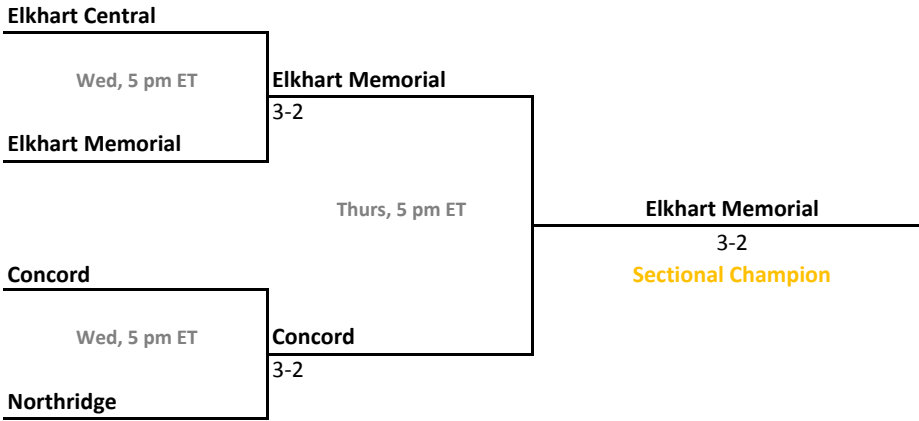 Elkhart Central
Wed, 5 pm ET
Elkhart Memorial
3-2
Elkhart Memorial
Thurs, 5 pm ET
Elkhart Memorial
3-2
Concord
Sectional Champion
Wed, 5 pm ET
Concord
3-2
Northridge